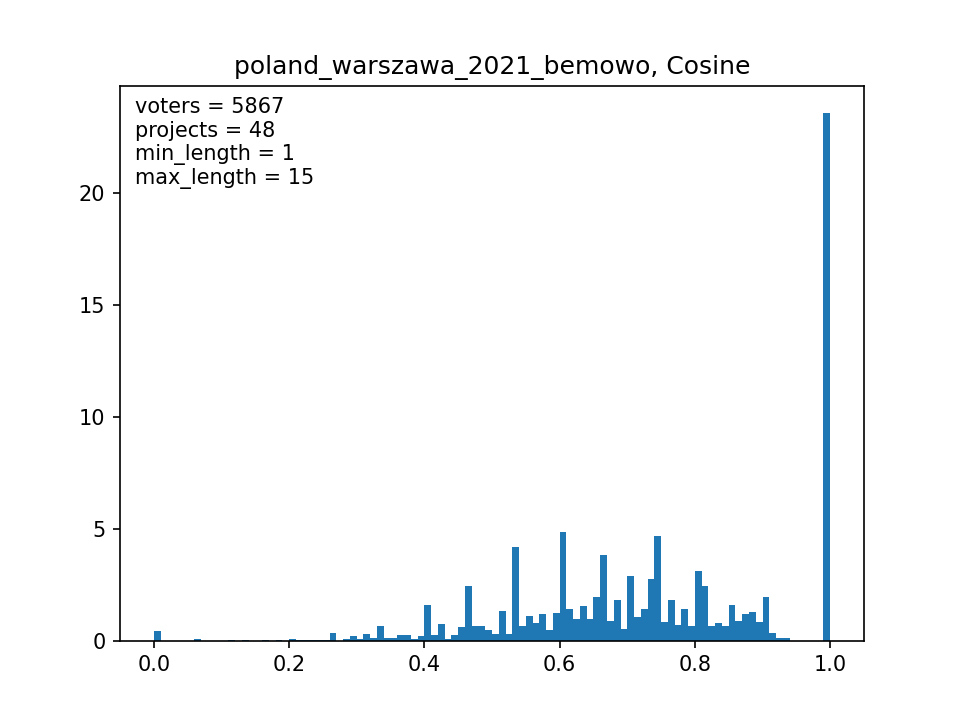 poland_warszawa_2021_bemowo, Cosine
voters = 5867
projects = 48
min_length = 1
max_length = 15
20
15
10
5
0
0.0 0.2 0.4 0.6 0.8 1.0